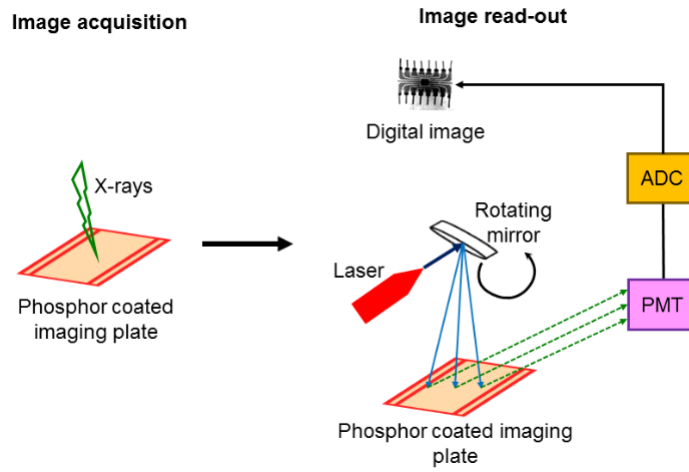 Image acquisition
Image read-out
Digital image
X-rays
ADC
Rotating
mirror
Laser
Phosphor coated
imaging plate
PMT
Phosphor coated imaging
plate